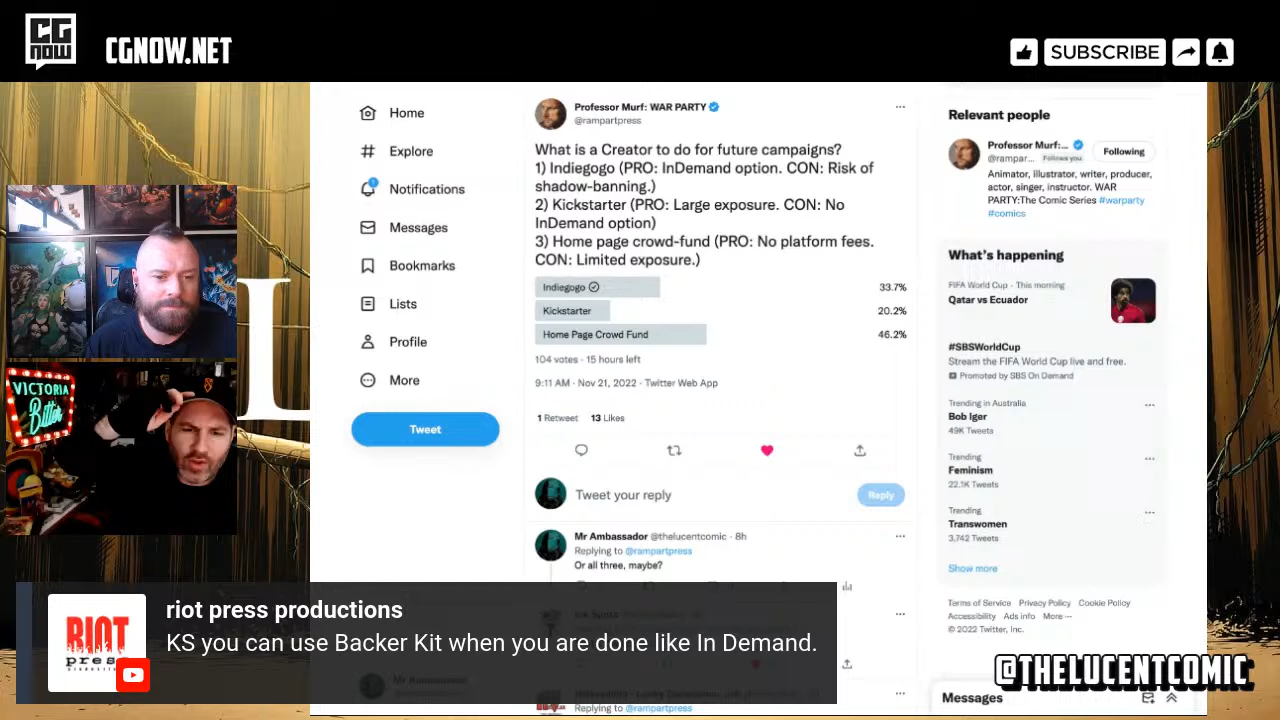 CG
NOW
CGNOW.NET
SUBSCRIBE
VICTORIA
Bitter
Home
Explore
Notifications
Messages
Bookmarks
Lists
Profile
More
Tweet
Professor Murf: WAR PARTY
@rampartpress
What is a Creator to do for future campaigns?
1) Indiegogo (PRO: InDemand option. CON: Risk of
shadow-banning.)
2) Kickstarter (PRO: Large exposure. CON: No
InDemand option)
3) Home page crowd-fund (PRO: No platform fees.
CON: Limited exposure.)
Indiegogo 33.7%
Kickstarter 20.2%
Home Page Crowd Fund 46.2%
104 votes · 15 hours left
9:11 AM · Nov 21, 2022 · Twitter Web App
1 Retweet 13 Likes
Tweet your reply
Reply
Mr Ambassador @thelucentcomic · 8h
Replying to @rampartpress
Or all three, maybe?
Mr Ambassador
Replying to @rampartpress
Relevant people
Professor Murf:...
@rampar... Follows you
Following
Animator, illustrator, writer, producer,
actor, singer, instructor. WAR
PARTY:The Comic Series #warparty
#comics
What's happening
FIFA World Cup · This morning
Qatar vs Ecuador
#SBSWorldCup
Stream the FIFA World Cup live and free.
Promoted by SBS On Demand
Trending in Australia
Bob Iger
49K Tweets
Trending
Feminism
22.1K Tweets
Trending
Transwomen
3,742 Tweets
Show more
Terms of Service Privacy Policy Cookie Policy
Accessibility Ads info More ···
© 2022 Twitter, Inc.
Messages
@THELUCENTCOMIC
RIOT
press
riot press productions
KS you can use Backer Kit when you are done like In Demand.